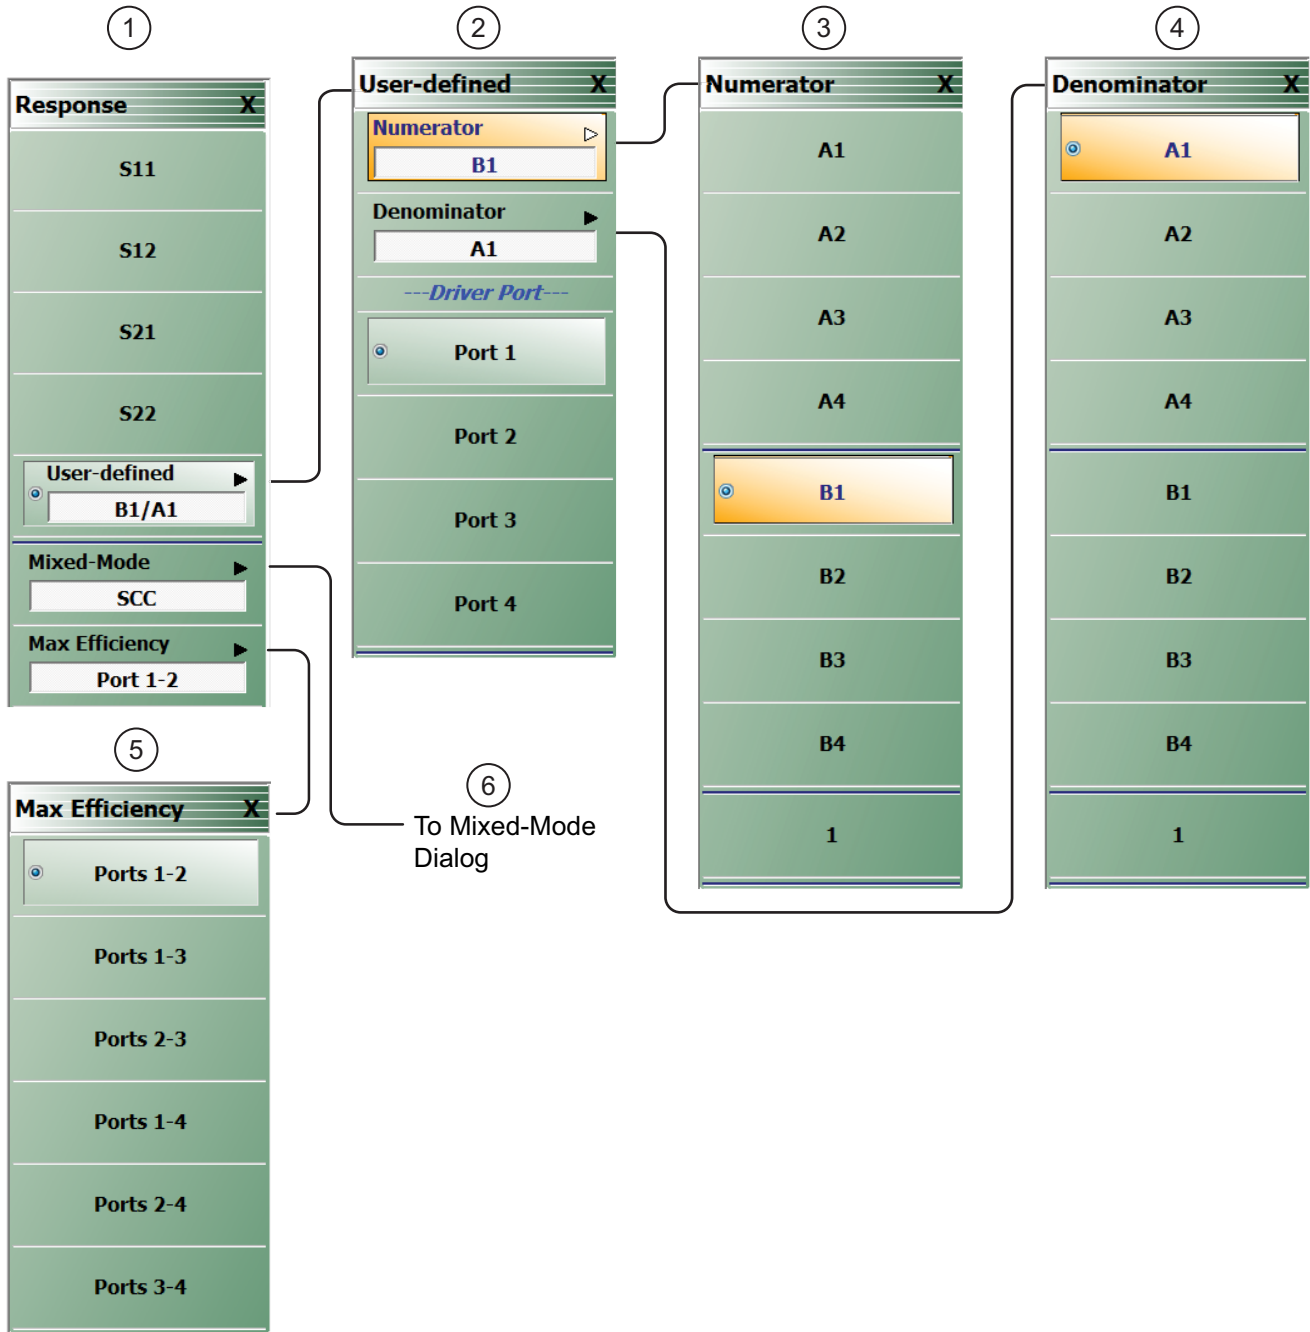 1
Response X
S11
S12
S21
S22
User-defined
B1/A1
Mixed-Mode
SCC
Max Efficiency
Port 1-2
2
User-defined X
Numerator
B1
Denominator
A1
---Driver Port---
Port 1
Port 2
Port 3
Port 4
3
Numerator X
A1
A2
A3
A4
B1
B2
B3
B4
1
4
Denominator X
A1
A2
A3
A4
B1
B2
B3
B4
1
5
Max Efficiency X
Ports 1-2
Ports 1-3
Ports 2-3
Ports 1-4
Ports 2-4
Ports 3-4
6
To Mixed-Mode
Dialog